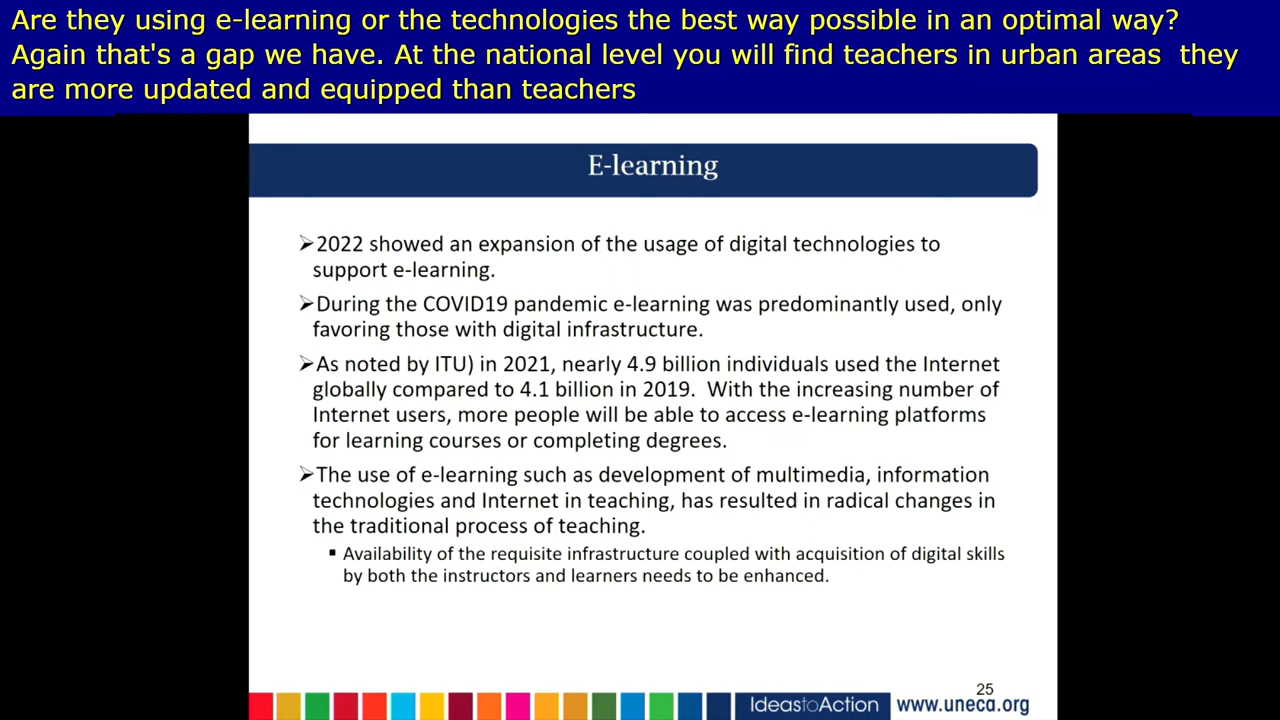 Are they using e-learning or the technologies the best way possible in an optimal way?
Again that's a gap we have. At the national level you will find teachers in urban areas  they
are more updated and equipped than teachers
E-learning
➢2022 showed an expansion of the usage of digital technologies to
support e-learning.
➢During the COVID19 pandemic e-learning was predominantly used, only
favoring those with digital infrastructure.
➢As noted by ITU) in 2021, nearly 4.9 billion individuals used the Internet
globally compared to 4.1 billion in 2019.  With the increasing number of
Internet users, more people will be able to access e-learning platforms
for learning courses or completing degrees.
➢The use of e-learning such as development of multimedia, information
technologies and Internet in teaching, has resulted in radical changes in
the traditional process of teaching.
▪ Availability of the requisite infrastructure coupled with acquisition of digital skills
by both the instructors and learners needs to be enhanced.
25
IdeastoAction www.uneca.org